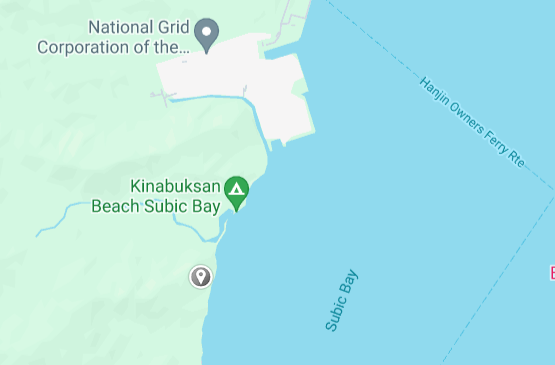 National Grid
Corporation of the...
Hanjin Owners Ferry Rte
Kinabuksan
Beach Subic Bay
Subic Bay